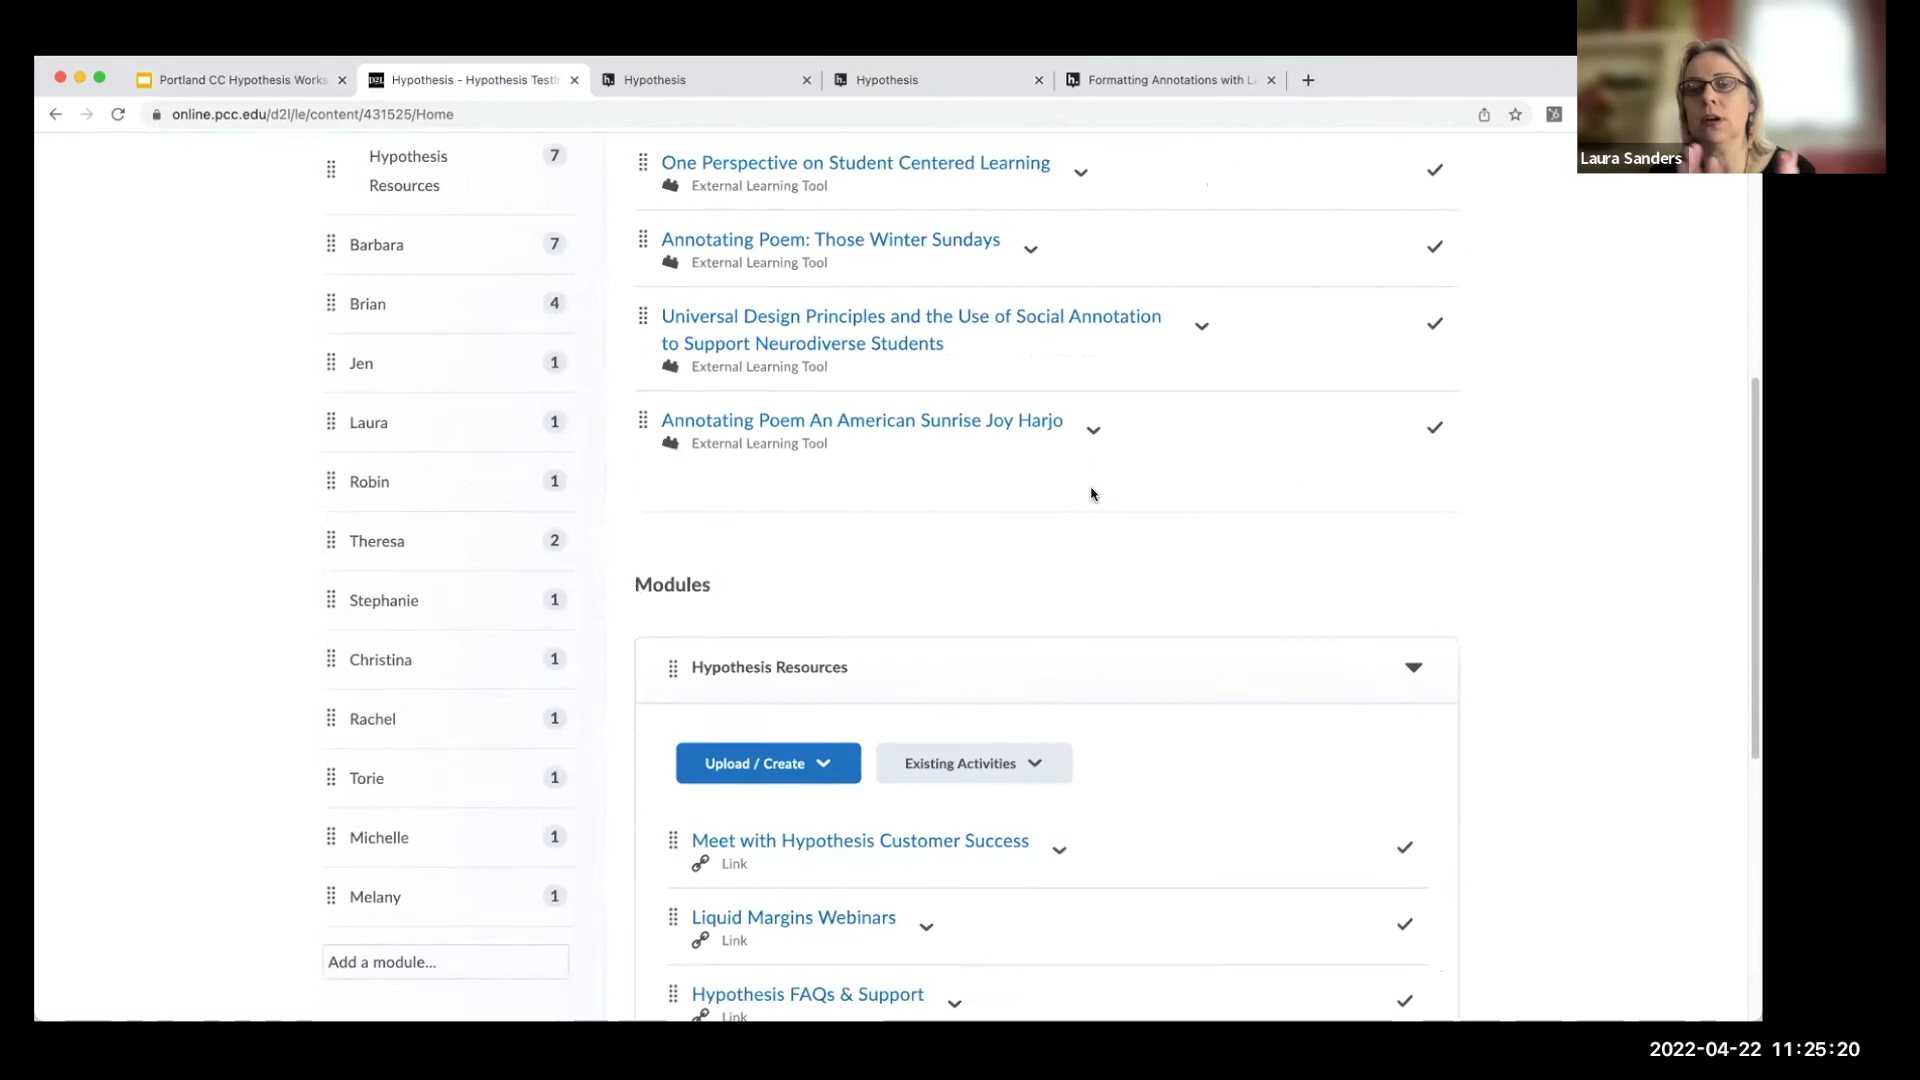 Portland CC Hypothesis Works
Hypothesis - Hypothesis Testi
Hypothesis
Hypothesis
Formatting Annotations with L
online.pcc.edu/d2l/le/content/431525/Home
Laura Sanders
Hypothesis
Resources
7
Barbara 7
Brian 4
Jen 1
Laura 1
Robin 1
Theresa 2
Stephanie 1
Christina 1
Rachel 1
Torie 1
Michelle 1
Melany 1
Add a module...
One Perspective on Student Centered Learning
External Learning Tool
Annotating Poem: Those Winter Sundays
External Learning Tool
Universal Design Principles and the Use of Social Annotation
to Support Neurodiverse Students
External Learning Tool
Annotating Poem An American Sunrise Joy Harjo
External Learning Tool
Modules
Hypothesis Resources
Upload / Create
Existing Activities
Meet with Hypothesis Customer Success
Link
Liquid Margins Webinars
Link
Hypothesis FAQs & Support
Link
2022-04-22 11:25:20